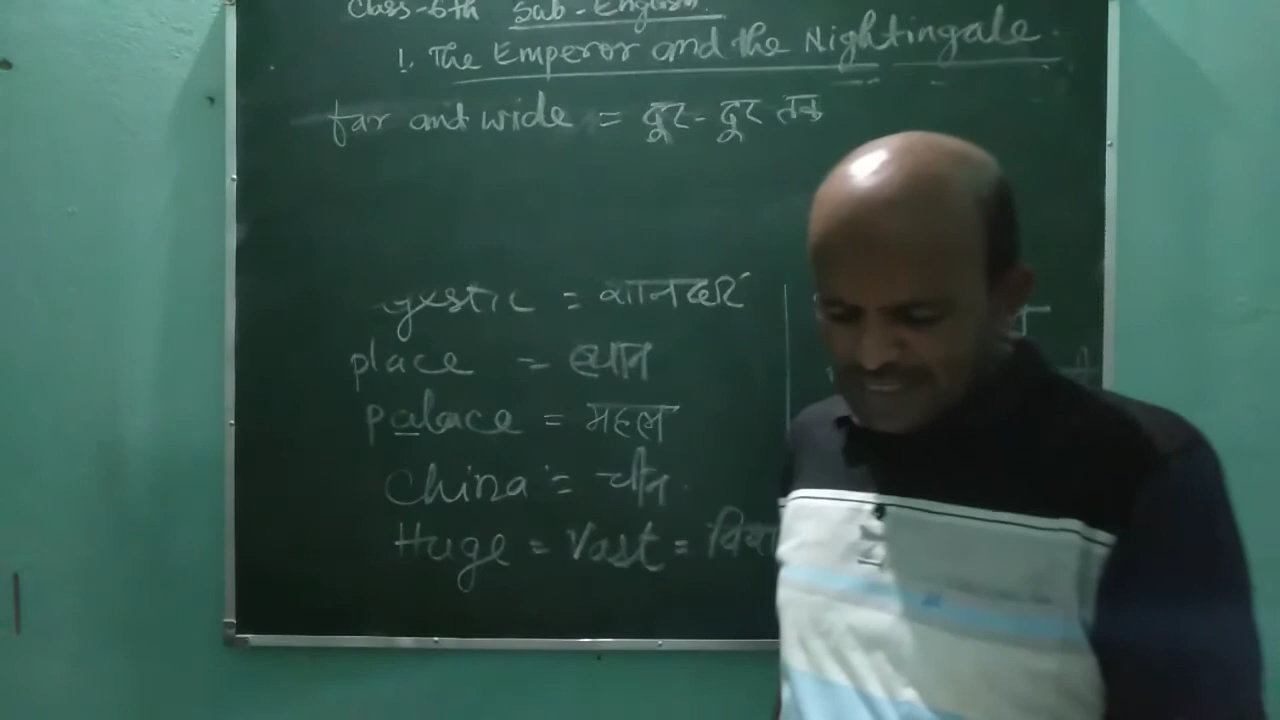 Class-6th Sub-English.
1. The Emperor and the Nightingale.
far and wide = दूर-दूर तक
= शानदार
place = स्थान
palace = महल
China = चीन
Huge = Vast =